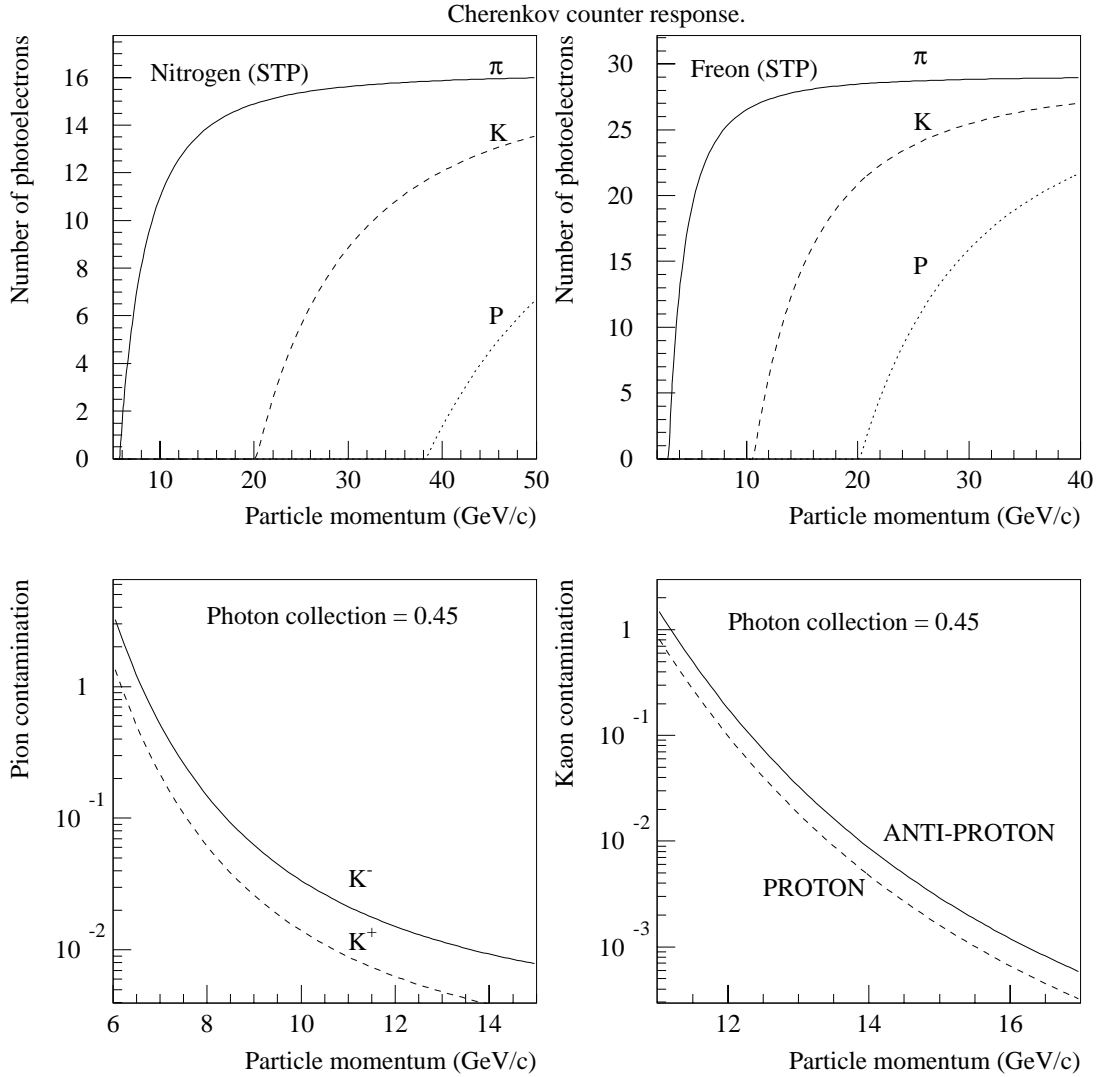 Cherenkov counter response.
Number of photoelectrons
Nitrogen (STP)
π
K
P
16
14
12
10
8
6
4
2
0
10 20 30 40 50
Particle momentum (GeV/c)
Number of photoelectrons
Freon (STP)
π
K
P
30
25
20
15
10
5
0
10 20 30 40
Particle momentum (GeV/c)
Pion contamination
Photon collection = 0.45
1
10^-1
10^-2
K^-
K^+
6 8 10 12 14
Particle momentum (GeV/c)
Kaon contamination
Photon collection = 0.45
1
10^-1
10^-2
10^-3
ANTI-PROTON
PROTON
12 14 16
Particle momentum (GeV/c)